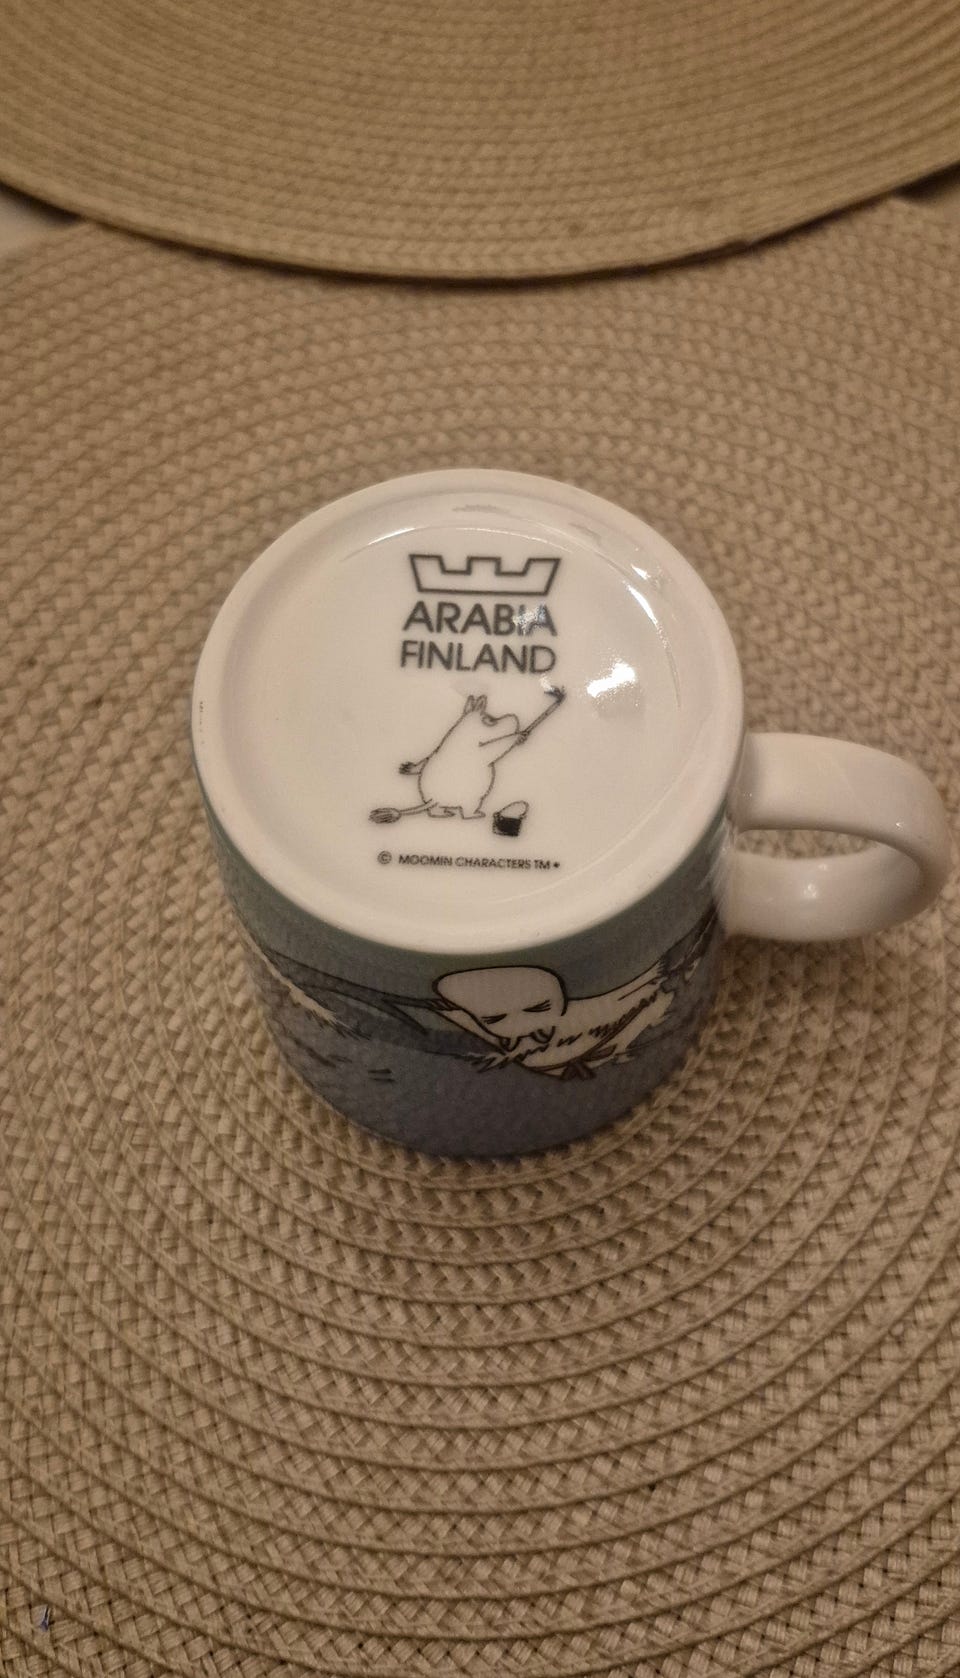 ARABIA
FINLAND
© MOOMIN CHARACTERS TM *